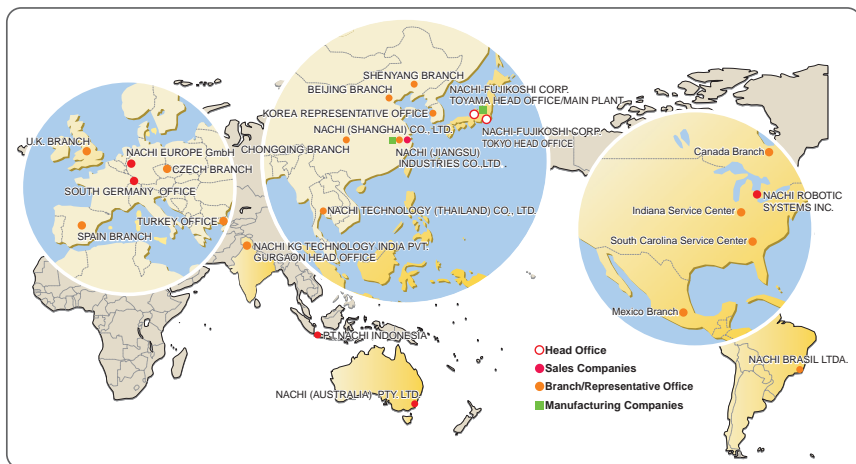 SHENYANG BRANCH
BEIJING BRANCH
NACHI-FUJIKOSHI CORP.
TOYAMA HEAD OFFICE/MAIN PLANT
KOREA REPRESENTATIVE OFFICE
NACHI (SHANGHAI) CO., LTD.
NACHI-FUJIKOSHI CORP.
TOKYO HEAD OFFICE
CHONGQING BRANCH
NACHI (JIANGSU)
INDUSTRIES CO.,LTD.,
NACHI TECHNOLOGY (THAILAND) CO., LTD.
U.K. BRANCH
NACHI EUROPE GmbH
CZECH BRANCH
SOUTH GERMANY OFFICE
TURKEY OFFICE
SPAIN BRANCH
NACHI KG TECHNOLOGY INDIA PVT.
GURGAON HEAD OFFICE
PT.NACHI INDONESIA
NACHI (AUSTRALIA) PTY. LTD.
Canada Branch
NACHI ROBOTIC
SYSTEMS INC.
Indiana Service Center
South Carolina Service Center
Mexico Branch
NACHI BRASIL LTDA.
Head Office
Sales Companies
Branch/Representative Office
Manufacturing Companies